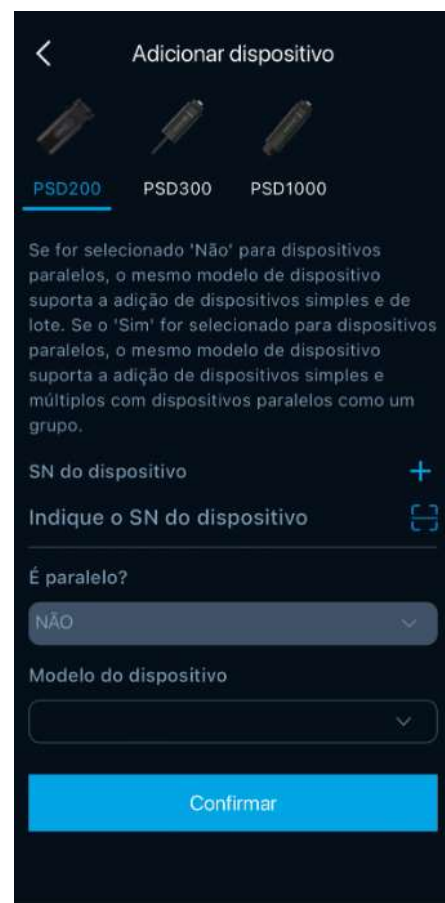 Adicionar dispositivo
PSD200 PSD300 PSD1000
Se for selecionado 'Não' para dispositivos
paralelos, o mesmo modelo de dispositivo
suporta a adição de dispositivos simples e de
lote. Se o 'Sim' for selecionado para dispositivos
paralelos, o mesmo modelo de dispositivo
suporta a adição de dispositivos simples e
múltiplos com dispositivos paralelos como um
grupo.
SN do dispositivo
Indique o SN do dispositivo
É paralelo?
NÃO
Modelo do dispositivo
Confirmar